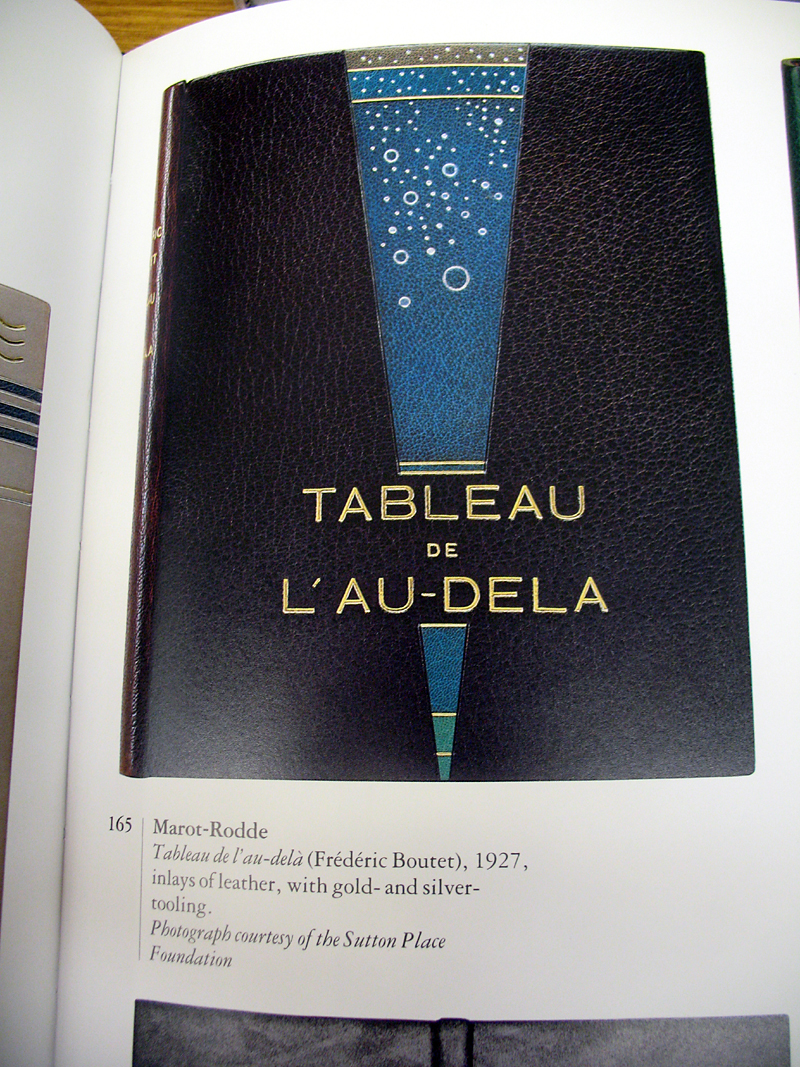 TABLEAU
DE
L'AU-DELA
165
Marot-Rodde
Tableau de l'au-delà (Frédéric Boutet), 1927,
inlays of leather, with gold- and silver-
tooling.
Photograph courtesy of the Sutton Place
Foundation